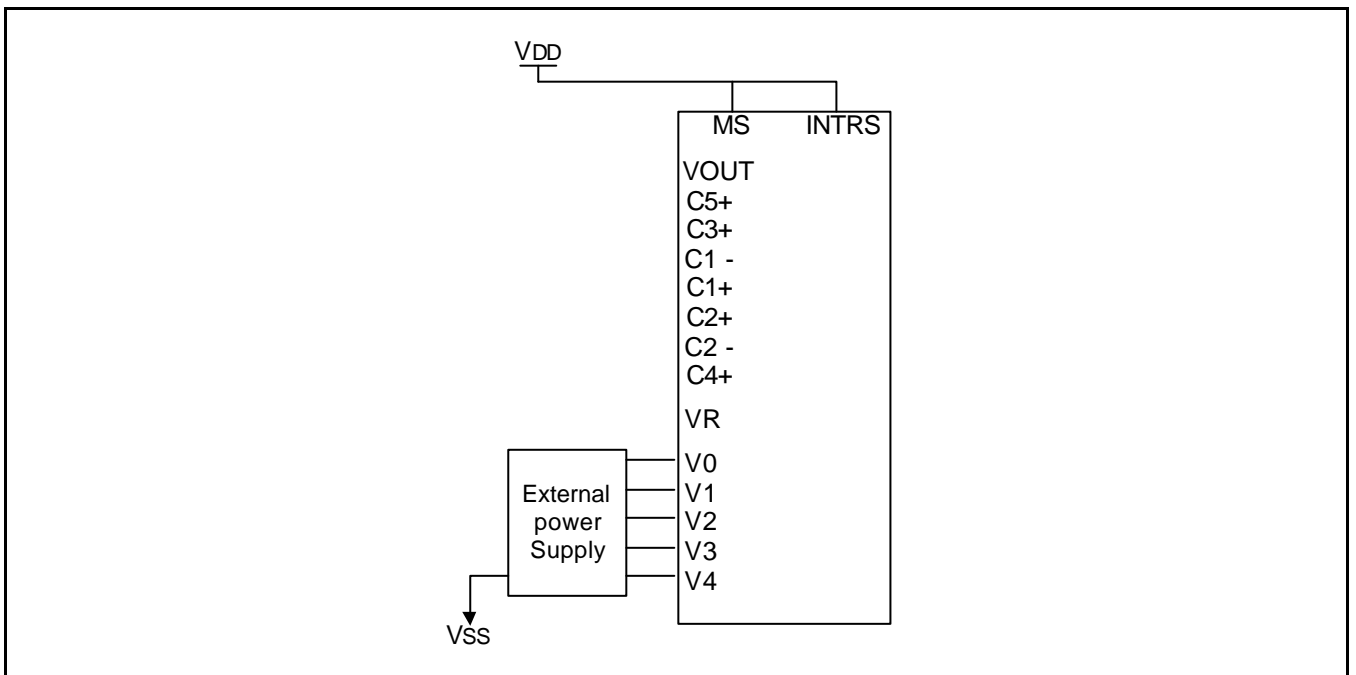 VDD
MS INTRS
VOUT
C5+
C3+
C1 -
C1+
C2+
C2 -
C4+
VR
V0
V1
V2
V3
V4
External
power
Supply
VSS